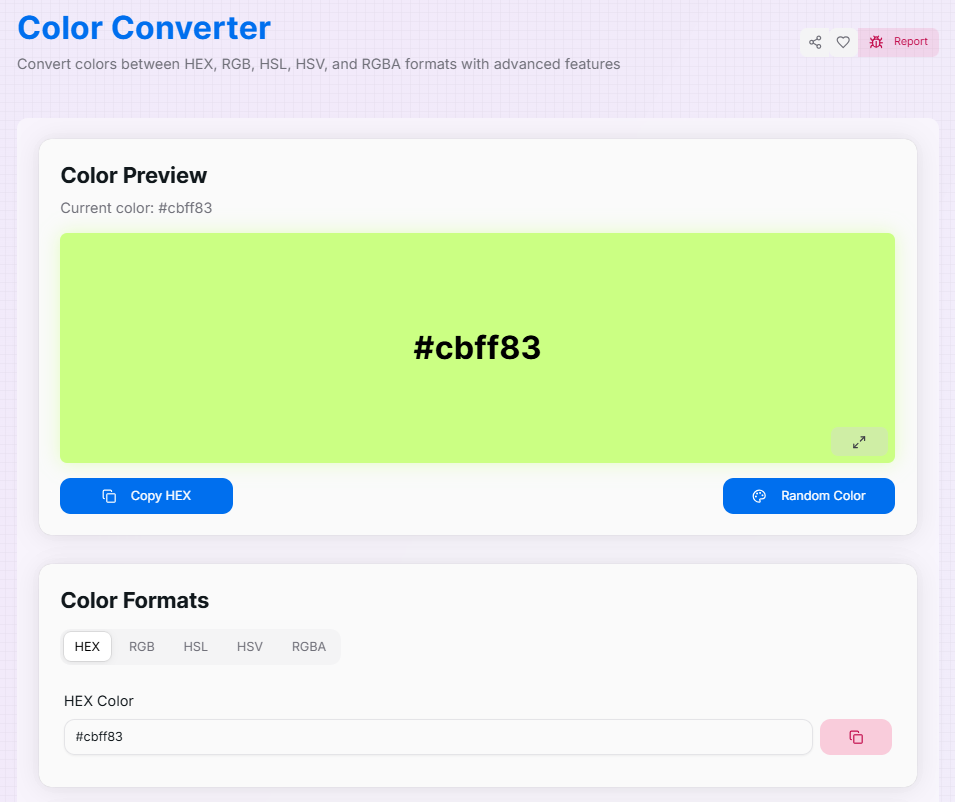 Color Converter
Convert colors between HEX, RGB, HSL, HSV, and RGBA formats with advanced features
Report
Color Preview
Current color: #cbff83
#cbff83
Copy HEX
Random Color
Color Formats
HEX RGB HSL HSV RGBA
HEX Color
#cbff83